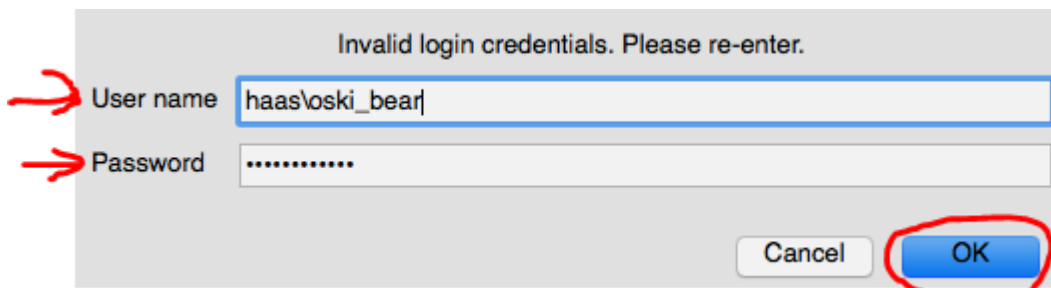 Invalid login credentials. Please re-enter.
User name haas\oski_bear
Password ••••••••••••
Cancel OK